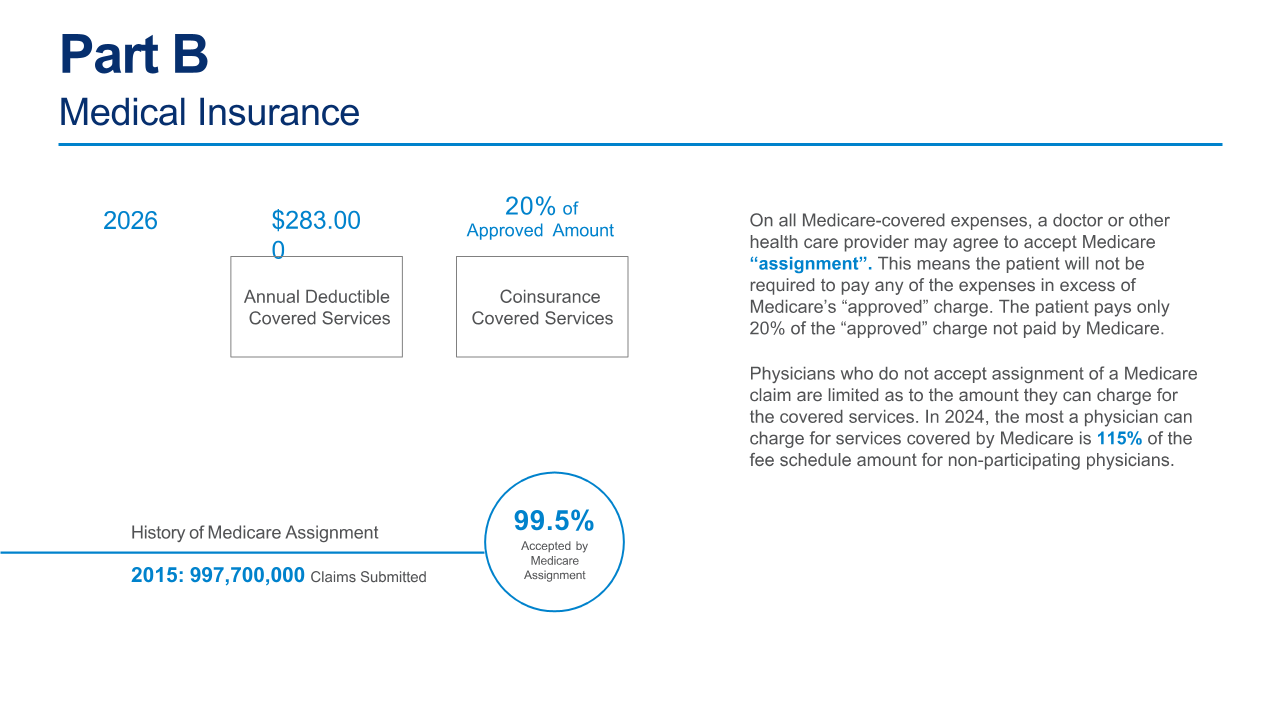 Part B
Medical Insurance
2026
$283.00
0
20% of
Approved Amount
Annual Deductible
Covered Services
Coinsurance
Covered Services
On all Medicare-covered expenses, a doctor or other
health care provider may agree to accept Medicare
“assignment”. This means the patient will not be
required to pay any of the expenses in excess of
Medicare’s “approved” charge. The patient pays only
20% of the “approved” charge not paid by Medicare.
Physicians who do not accept assignment of a Medicare
claim are limited as to the amount they can charge for
the covered services. In 2024, the most a physician can
charge for services covered by Medicare is 115% of the
fee schedule amount for non-participating physicians.
History of Medicare Assignment
2015: 997,700,000 Claims Submitted
99.5%
Accepted by
Medicare
Assignment